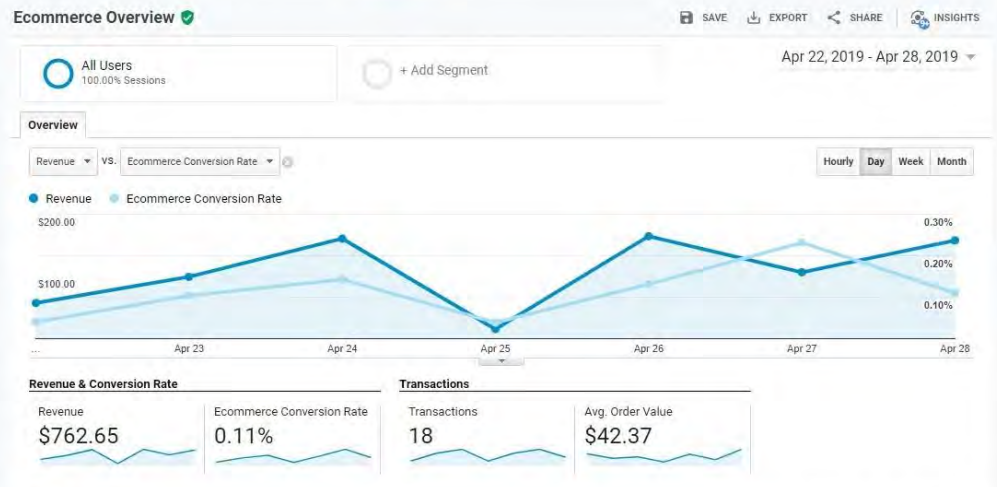 Ecommerce Overview
SAVE EXPORT SHARE INSIGHTS
All Users
100.00% Sessions
+ Add Segment
Apr 22, 2019 - Apr 28, 2019
Overview
Revenue VS. Ecommerce Conversion Rate
Hourly Day Week Month
Revenue Ecommerce Conversion Rate
$200.00 0.30%
0.20%
$100.00
0.10%
... Apr 23 Apr 24 Apr 25 Apr 26 Apr 27 Apr 28
Revenue & Conversion Rate
Revenue Ecommerce Conversion Rate
$762.65 0.11%
Transactions
Transactions Avg. Order Value
18 $42.37